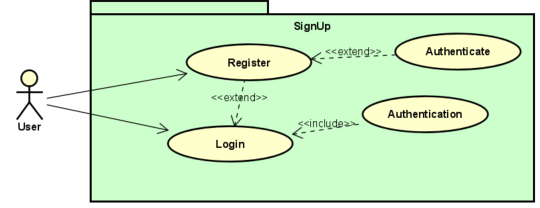 SignUp
<<extend>>
Authenticate
Register
<<extend>>
User
<<include>>
Authentication
Login